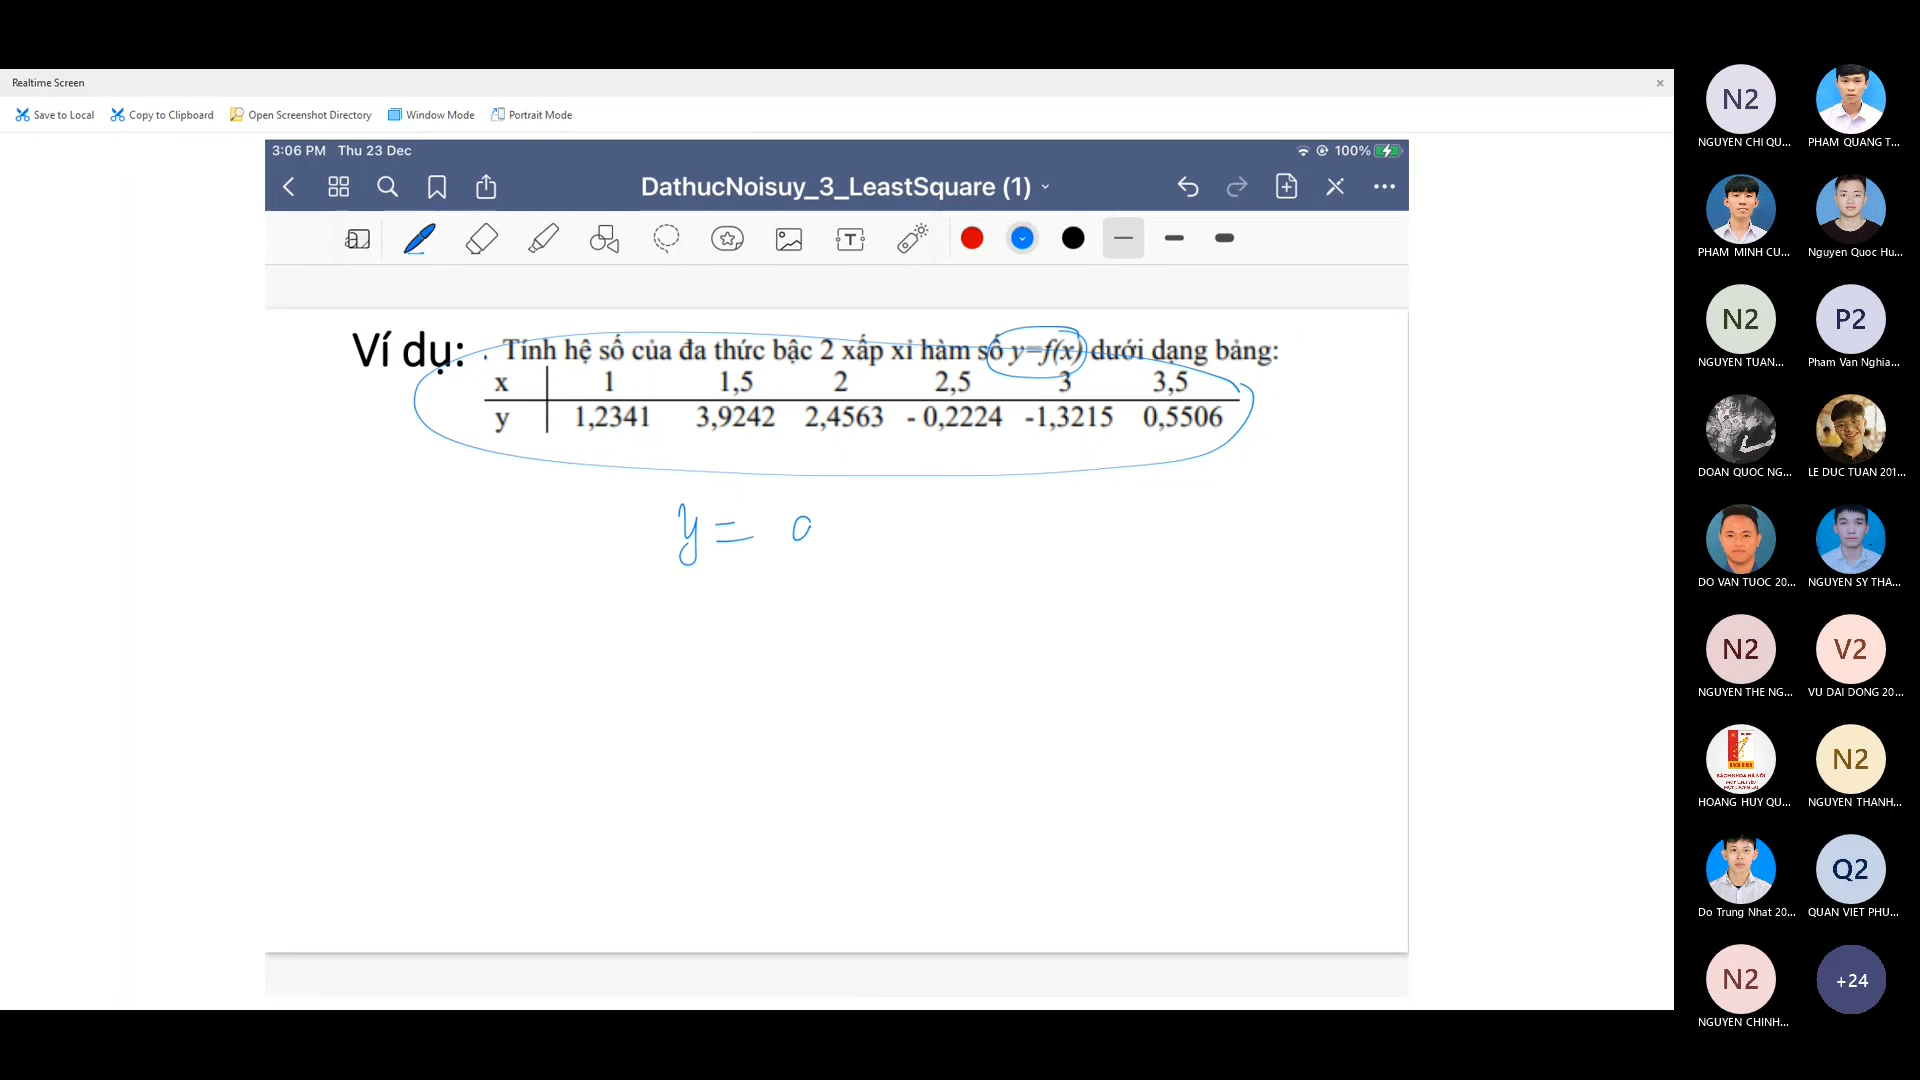 Realtime Screen
Save to Local Copy to Clipboard Open Screenshot Directory Window Mode Portrait Mode
3:06 PM Thu 23 Dec 100%
DathucNoisuy_3_LeastSquare (1)
Ví dụ: . Tính hệ số của đa thức bậc 2 xấp xỉ hàm số y=f(x) dưới dạng bảng:
x 1 1,5 2 2,5 3 3,5
y 1,2341 3,9242 2,4563 - 0,2224 -1,3215 0,5506
y = a
N2
NGUYEN CHI QU... PHAM QUANG T...
PHAM MINH CU... Nguyen Quoc Hu...
N2 P2
NGUYEN TUAN... Pham Van Nghia...
DOAN QUOC NG... LE DUC TUAN 201...
DO VAN TUOC 20... NGUYEN SY THA...
N2 V2
NGUYEN THE NG... VU DAI DONG 20...
N2
BÁCH KHOA HÀ NỘI
HOANG HUY QU... NGUYEN THANH...
Q2
Do Trung Nhat 20... QUAN VIET PHU...
N2 +24
NGUYEN CHINH...